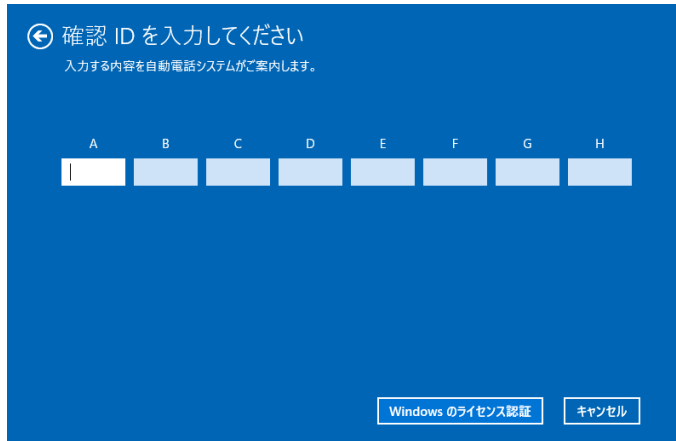 確認 ID を入力してください
入力する内容を自動電話システムがご案内します。
A B C D E F G H
Windows のライセンス認証 キャンセル